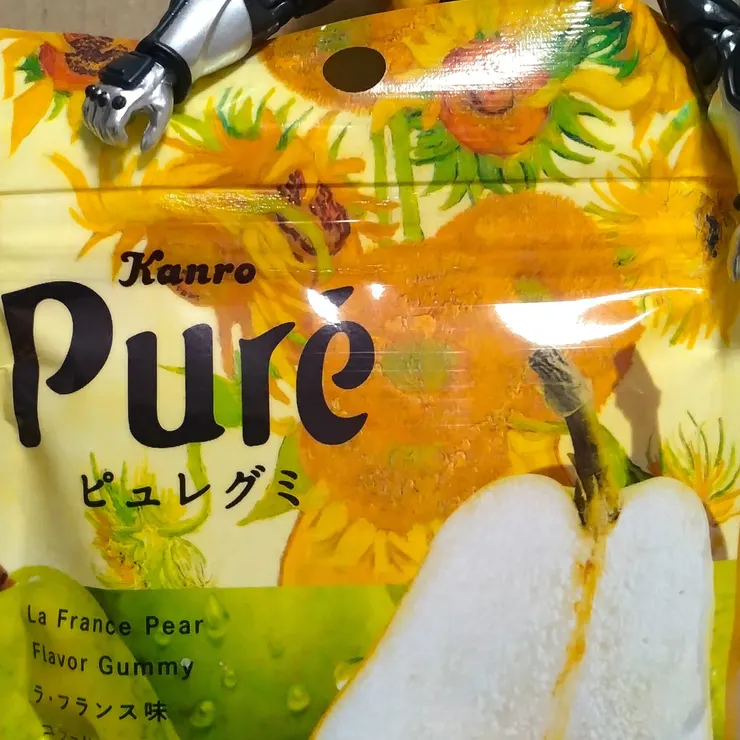 Kanro
Puré
ピュレグミ
La France Pear
Flavor Gummy
ラ・フランス味